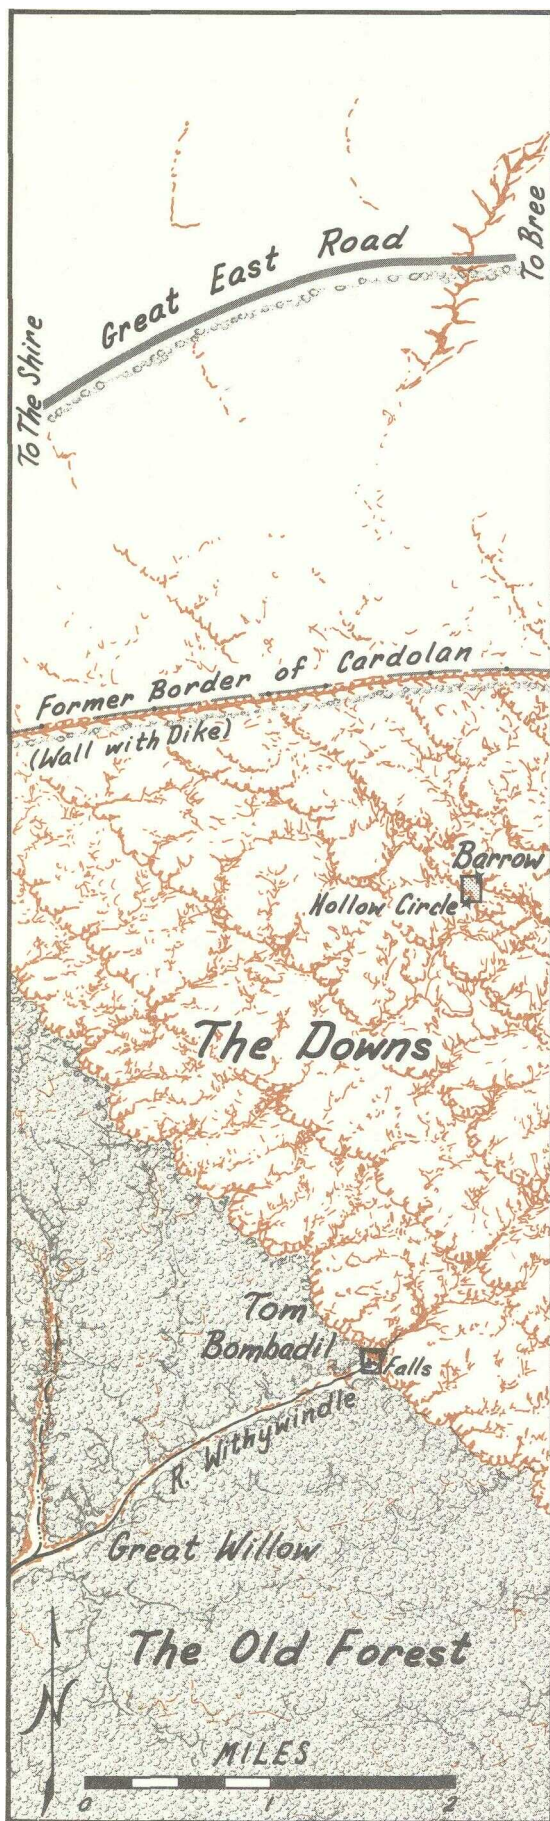 To Bree
Great East Road
To The Shire
Former Border of Cardolan
(Wall with Dike)
Barrow
Hollow Circle
The Downs
Tom
Bombadil
Falls
R. Withywindle
Great Willow
The Old Forest
N
MILES
0 1 2